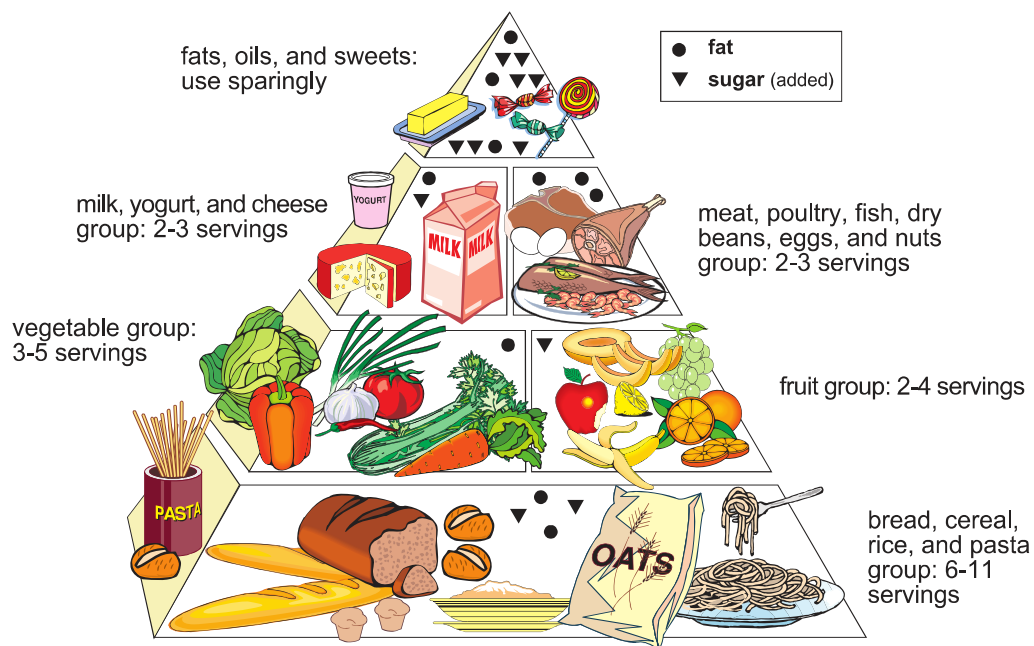 fats, oils, and sweets:
use sparingly
fat
sugar (added)
YOGURT
milk, yogurt, and cheese
group: 2-3 servings
MILK
MILK
meat, poultry, fish, dry
beans, eggs, and nuts
group: 2-3 servings
vegetable group:
3-5 servings
fruit group: 2-4 servings
PASTA
OATS
bread, cereal,
rice, and pasta
group: 6-11
servings